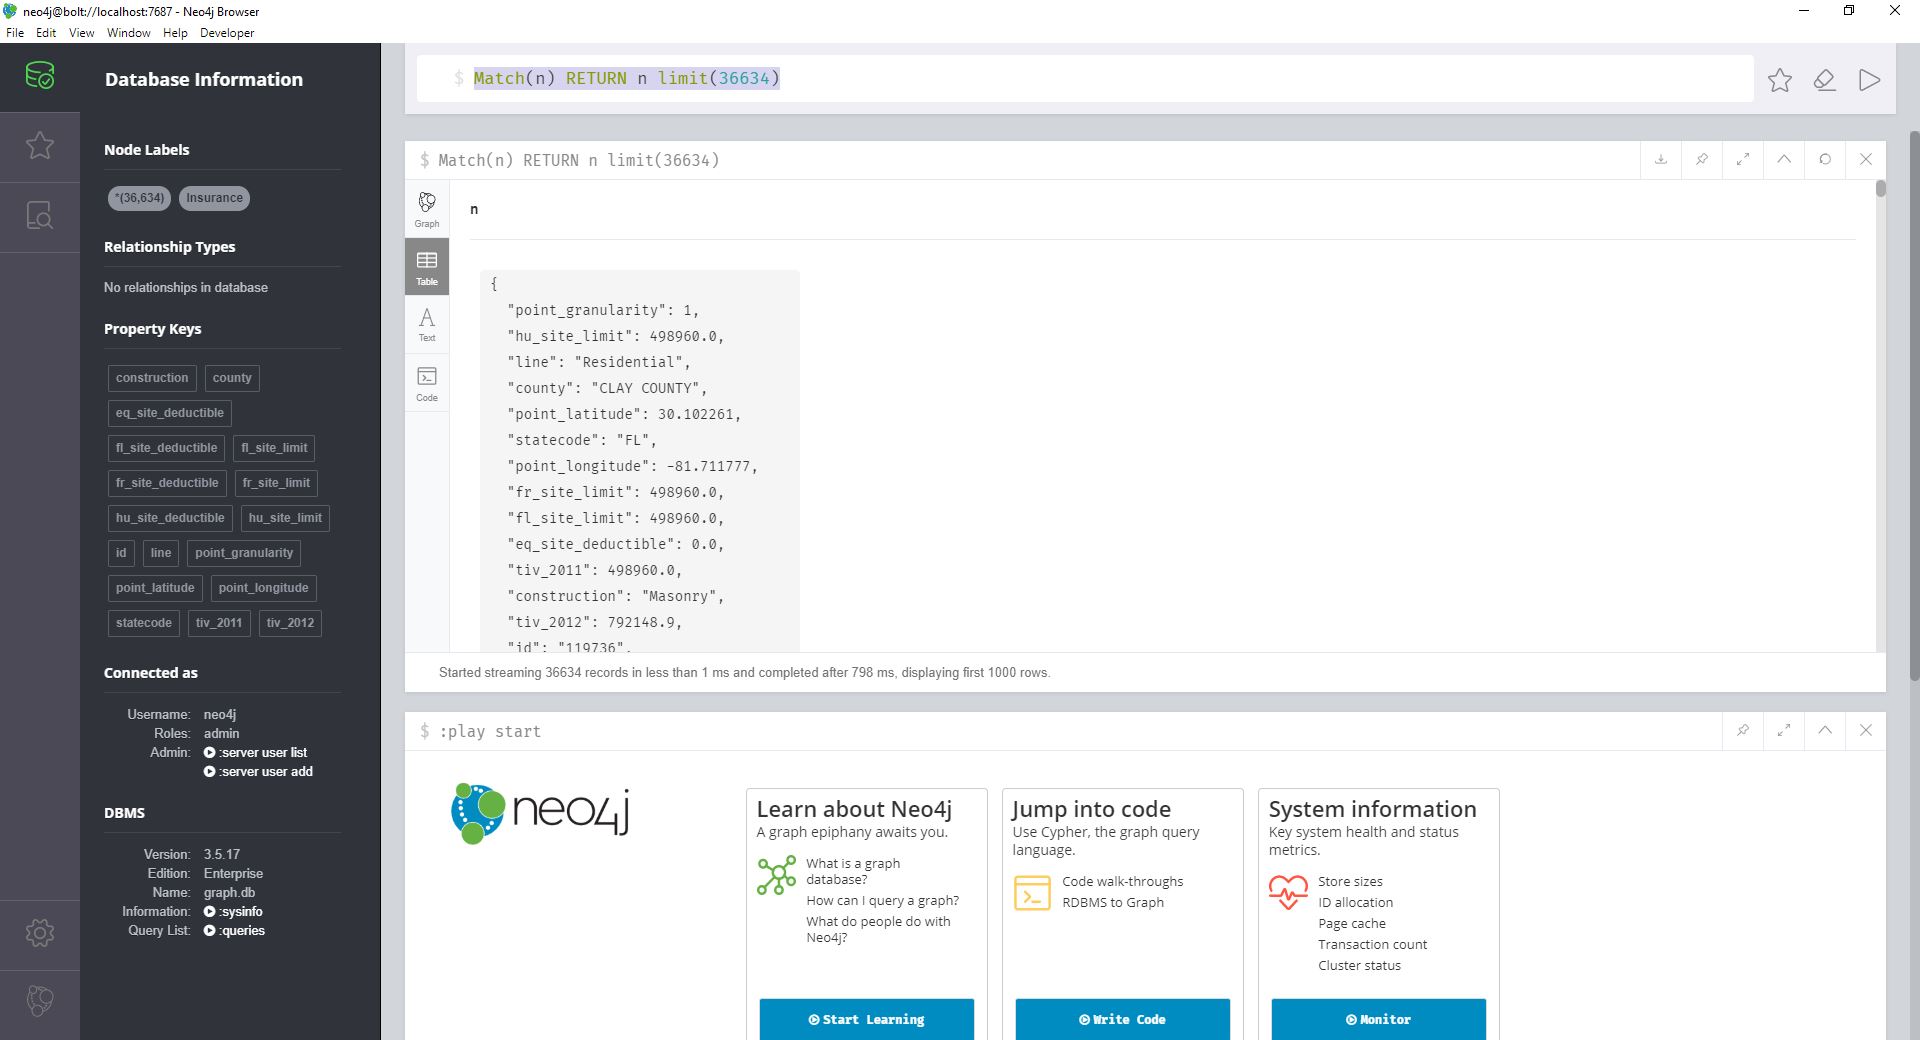 neo4j@bolt://localhost:7687 - Neo4j Browser
File Edit View Window Help Developer
Database Information
Node Labels
*(36,634) Insurance
Relationship Types
No relationships in database
Property Keys
construction county
eq_site_deductible
fl_site_deductible fl_site_limit
fr_site_deductible fr_site_limit
hu_site_deductible hu_site_limit
id line point_granularity
point_latitude point_longitude
statecode tiv_2011 tiv_2012
Connected as
Username: neo4j
Roles: admin
Admin: :server user list
:server user add
DBMS
Version: 3.5.17
Edition: Enterprise
Name: graph.db
Information: :sysinfo
Query List: :queries
$ Match(n) RETURN n limit(36634)
$ Match(n) RETURN n limit(36634)
Graph
Table
Text
Code
n
{
"point_granularity": 1,
"hu_site_limit": 498960.0,
"line": "Residential",
"county": "CLAY COUNTY",
"point_latitude": 30.102261,
"statecode": "FL",
"point_longitude": -81.711777,
"fr_site_limit": 498960.0,
"fl_site_limit": 498960.0,
"eq_site_deductible": 0.0,
"tiv_2011": 498960.0,
"construction": "Masonry",
"tiv_2012": 792148.9,
"id": "119736",
Started streaming 36634 records in less than 1 ms and completed after 798 ms, displaying first 1000 rows.
$ :play start
neo4j
Learn about Neo4j
A graph epiphany awaits you.
What is a graph
database?
How can I query a graph?
What do people do with
Neo4j?
Start Learning
Jump into code
Use Cypher, the graph query
language.
Code walk-throughs
RDBMS to Graph
Write Code
System information
Key system health and status
metrics.
Store sizes
ID allocation
Page cache
Transaction count
Cluster status
Monitor